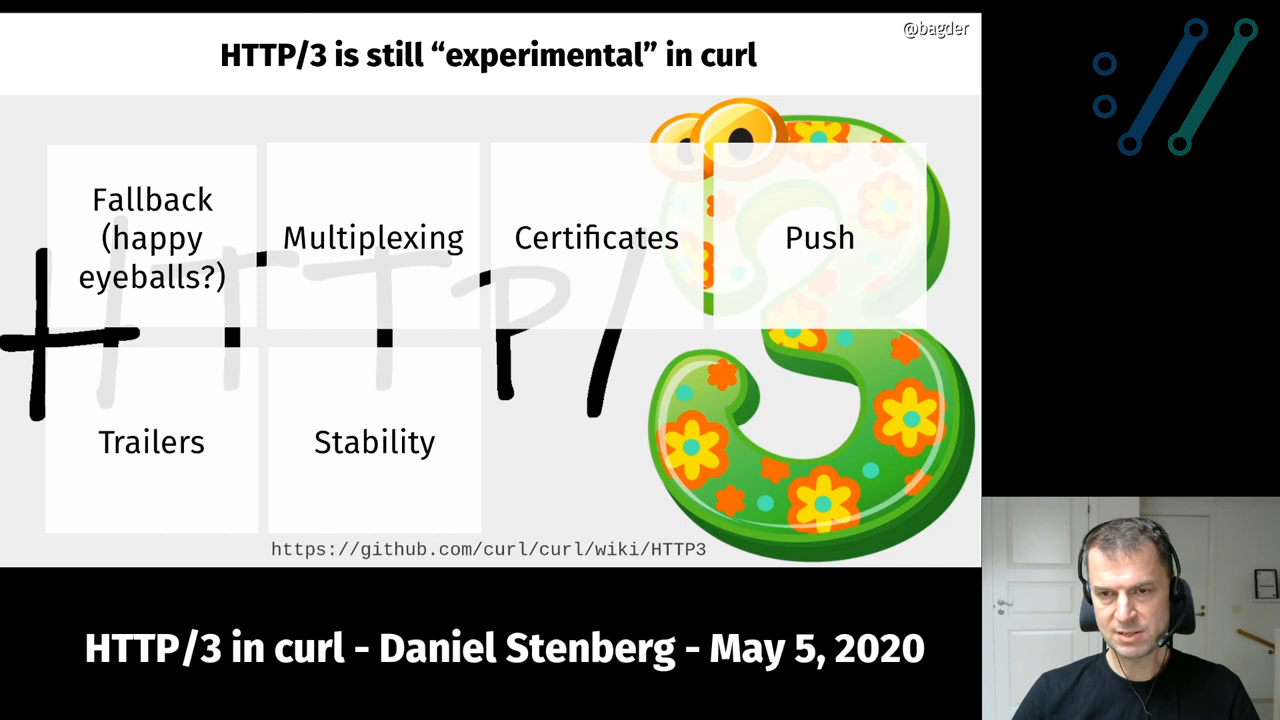 @bagder
HTTP/3 is still “experimental” in curl
Fallback
(happy
eyeballs?)
Multiplexing
Certificates
Push
HTTP/3
Trailers
Stability
https://github.com/curl/curl/wiki/HTTP3
HTTP/3 in curl - Daniel Stenberg - May 5, 2020